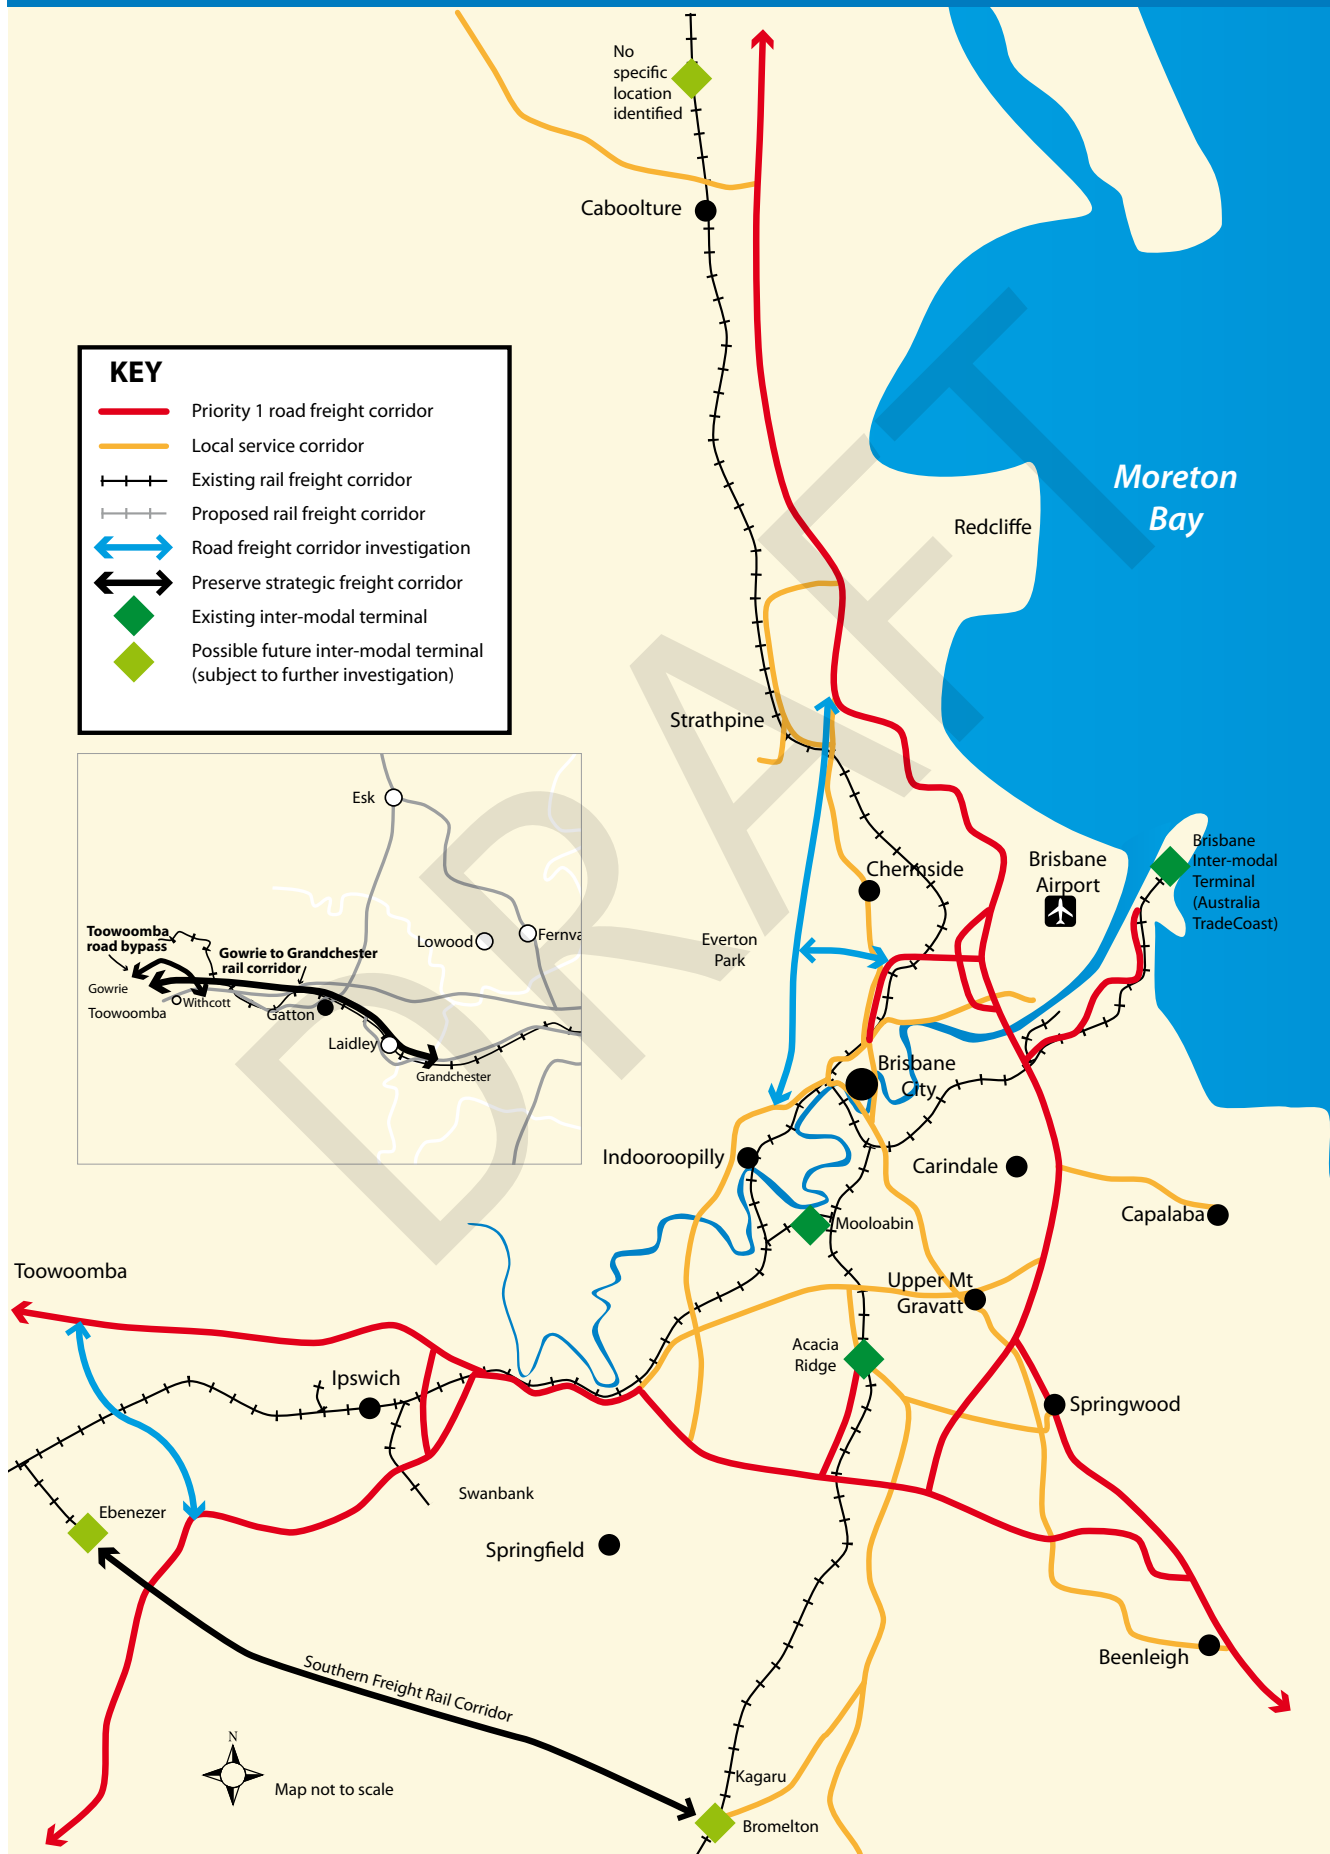 No
specific
location
identified
Caboolture
KEY
Priority 1 road freight corridor
Local service corridor
Existing rail freight corridor
Proposed rail freight corridor
Road freight corridor investigation
Preserve strategic freight corridor
Existing inter-modal terminal
Possible future inter-modal terminal
(subject to further investigation)
Moreton
Bay
Redcliffe
Strathpine
Esk
Lowood
Fernva
Toowoomba
road bypass
Gowrie to Grandchester
rail corridor
Gowrie
Toowoomba
Withcott
Gatton
Laidley
Grandchester
Chermside
Brisbane
Airport
Brisbane
Inter-modal
Terminal
(Australia
TradeCoast)
Everton
Park
Brisbane
City
Indooroopilly
Carindale
Capalaba
Mooloabin
Toowoomba
Upper Mt
Gravatt
Acacia
Ridge
Ipswich
Springwood
Swanbank
Ebenezer
Springfield
Beenleigh
Southern Freight Rail Corridor
N
Map not to scale
Kagaru
Bromelton
DRAFT